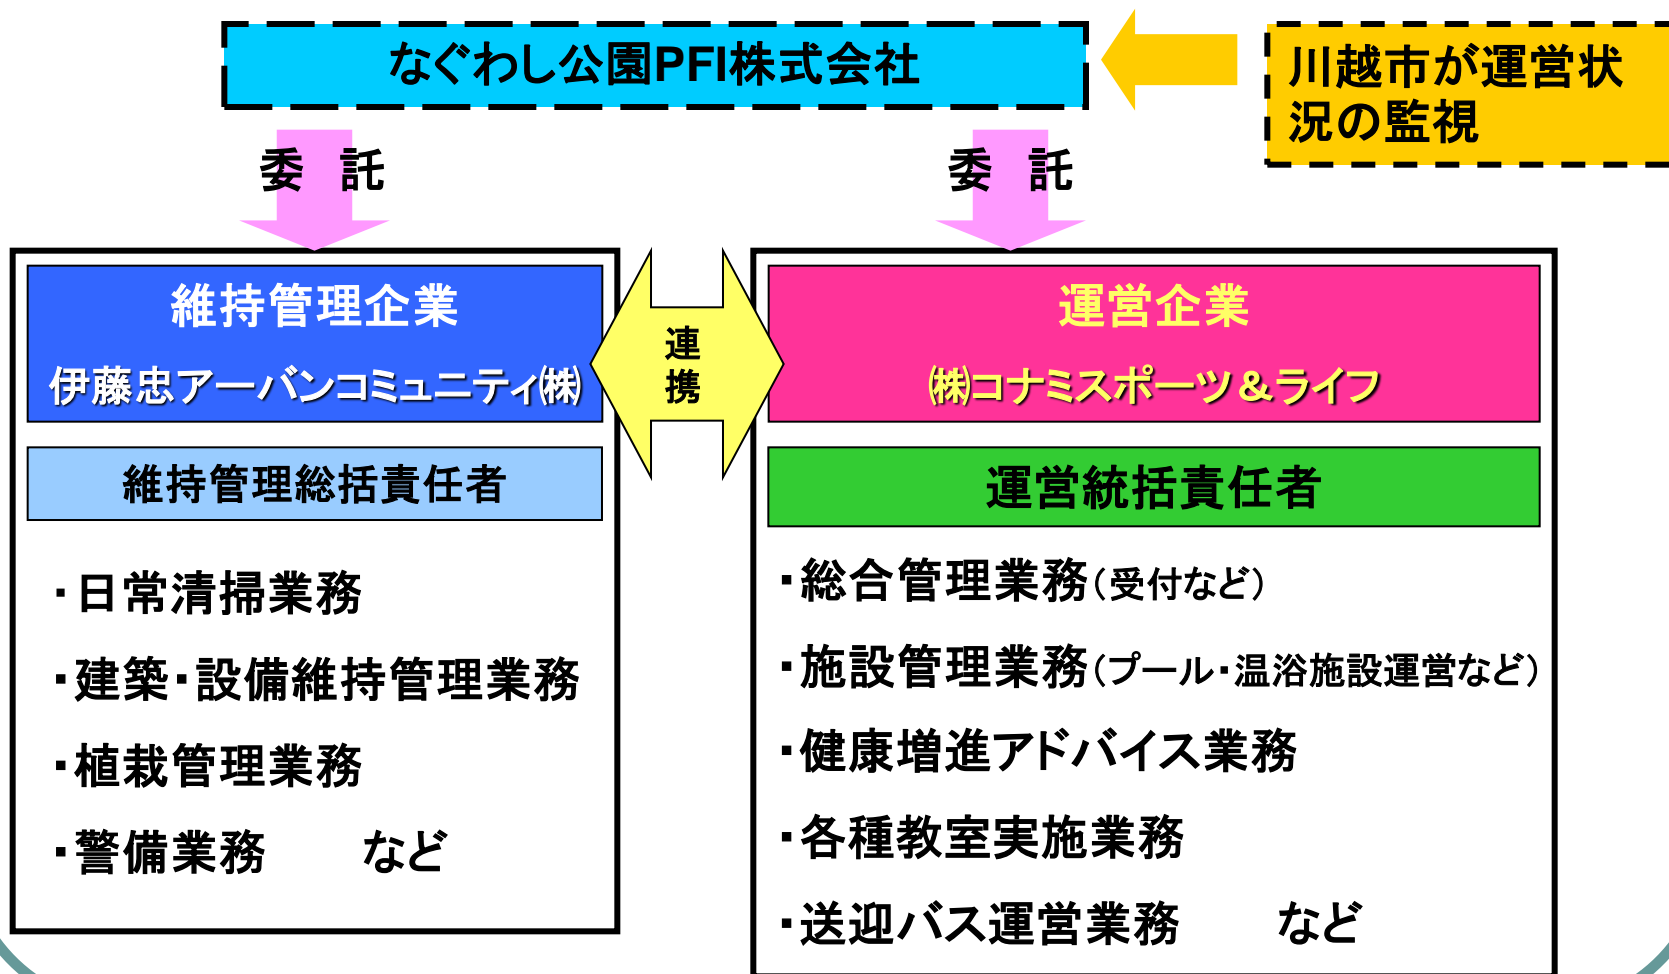 なぐわし公園PFI株式会社
川越市が運営状
況の監視
委　託
委　託
維持管理企業
伊藤忠アーバンコミュニティ㈱
連
携
運営企業
㈱コナミスポーツ&ライフ
維持管理総括責任者
運営統括責任者
・日常清掃業務
・建築・設備維持管理業務
・植栽管理業務
・警備業務　　など
・総合管理業務（受付など）
・施設管理業務（プール・温浴施設運営など）
・健康増進アドバイス業務
・各種教室実施業務
・送迎バス運営業務　　など